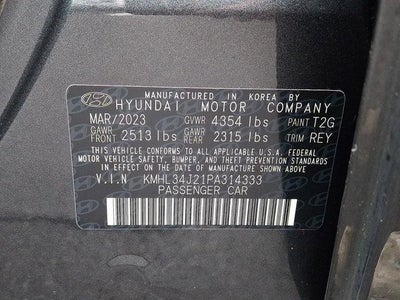 MANUFACTURED IN KOREA BY
HYUNDAI MOTOR COMPANY
MAR/2023 GVWR 4354 lbs PAINT T2G
GAWR FRONT 2513 lbs GAWR REAR 2315 lbs TRIM REY
THIS VEHICLE CONFORMS TO ALL APPLICABLE U.S.A. FEDERAL
MOTOR VEHICLE SAFETY, BUMPER, AND THEFT PREVENTION STANDARDS
IN EFFECT ON THE DATE OF MANUFACTURE SHOWN ABOVE.
V.I.N KMHL34J21PA314333
PASSENGER CAR